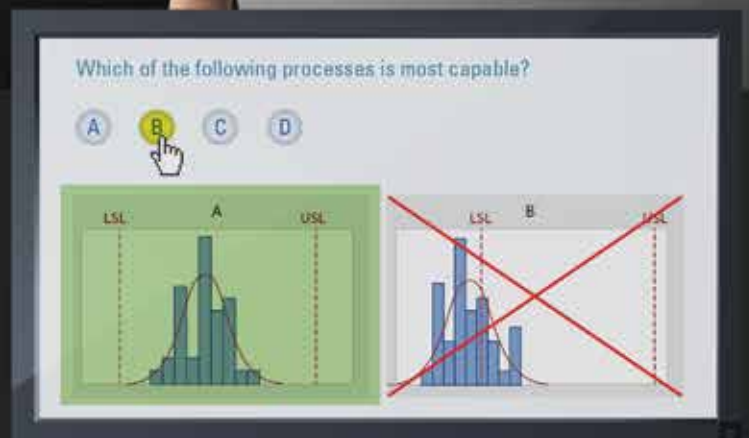 Which of the following processes is most capable?
A B C D
LSL A USL
LSL B USL